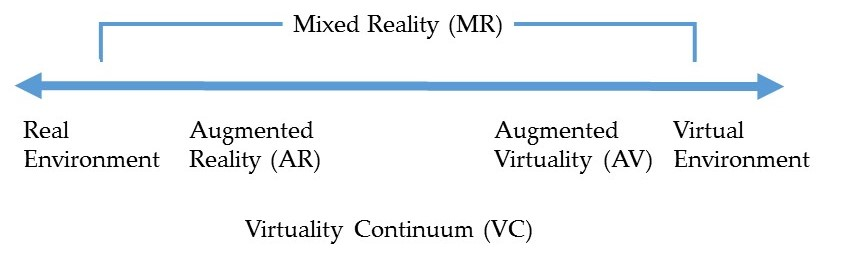 Mixed Reality (MR)
Real Environment
Augmented Reality (AR)
Augmented Virtuality (AV)
Virtual Environment
Virtuality Continuum (VC)